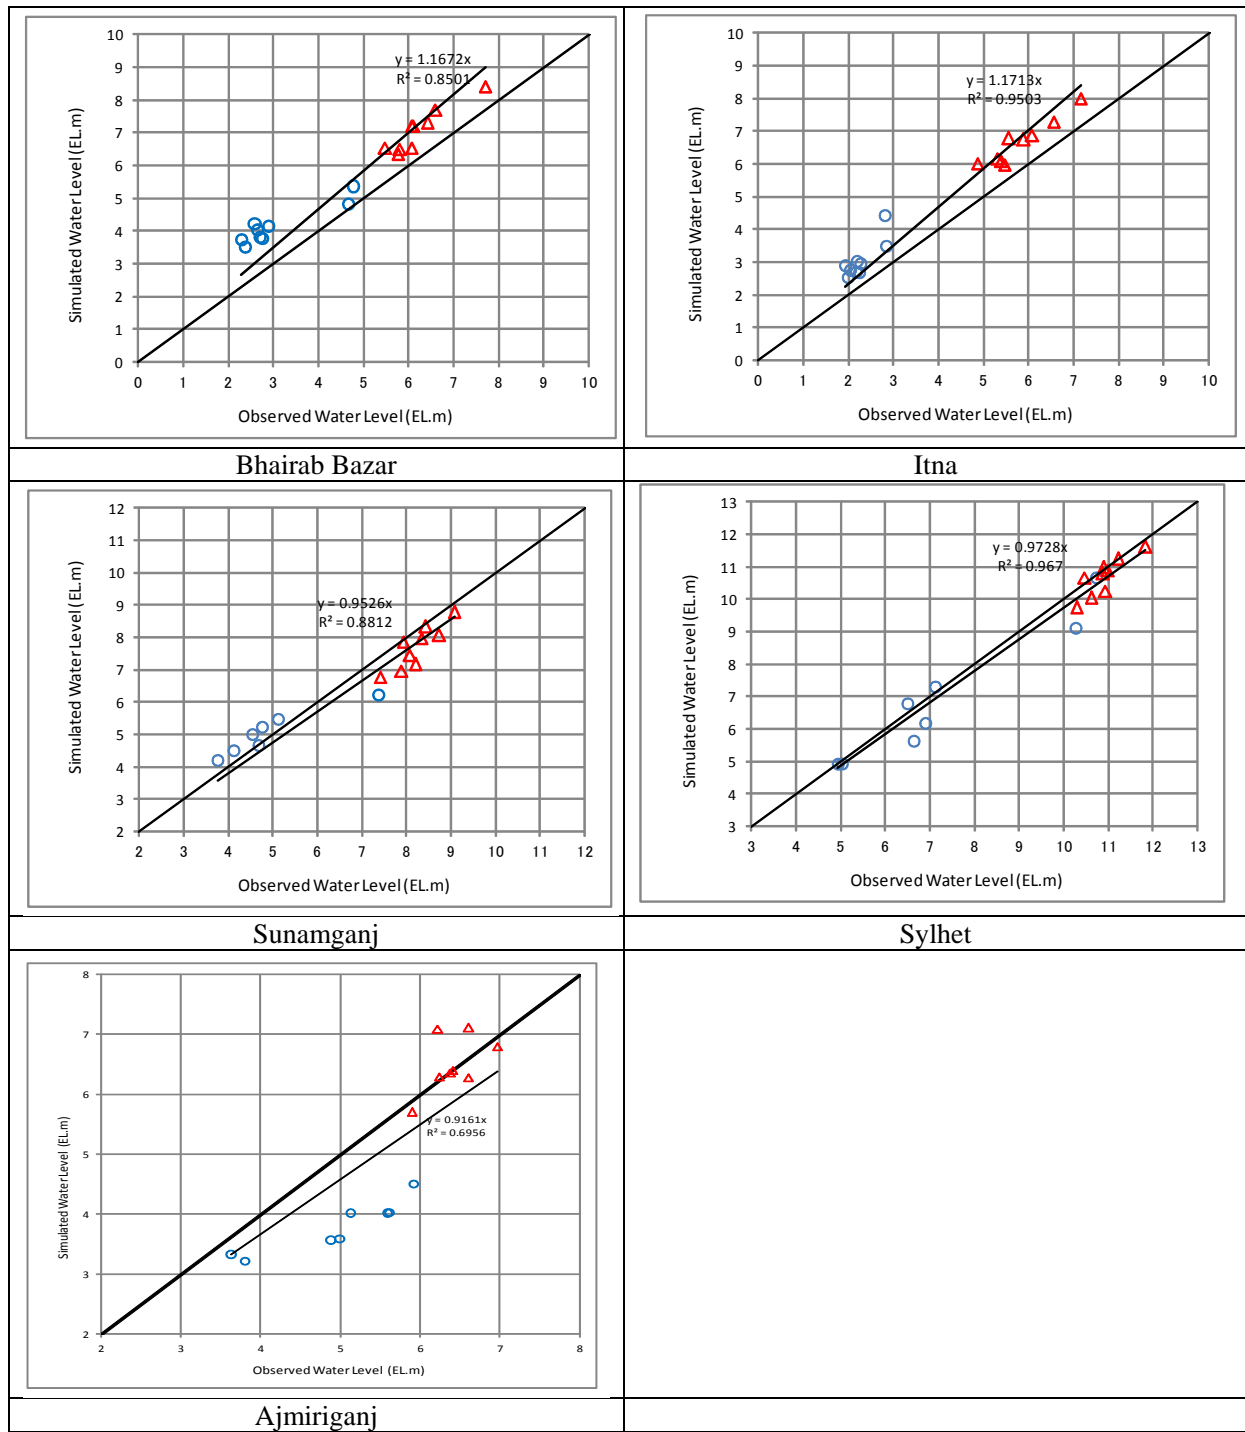 10
9
8
7
6
5
4
3
2
1
0
0 1 2 3 4 5 6 7 8 9 10
Simulated Water Level (EL.m)
Observed Water Level (EL.m)
y = 1.1672x
R² = 0.8501
Bhairab Bazar
10
9
8
7
6
5
4
3
2
1
0
0 1 2 3 4 5 6 7 8 9 10
Simulated Water Level (EL.m)
Observed Water Level (EL.m)
y = 1.1713x
R² = 0.9503
Itna
12
11
10
9
8
7
6
5
4
3
2
2 3 4 5 6 7 8 9 10 11 12
Simulated Water Level (EL.m)
Observed Water Level (EL.m)
y = 0.9526x
R² = 0.8812
Sunamganj
13
12
11
10
9
8
7
6
5
4
3
3 4 5 6 7 8 9 10 11 12 13
Simulated Water Level (EL.m)
Observed Water Level (EL.m)
y = 0.9728x
R² = 0.967
Sylhet
8
7
6
5
4
3
2
2 3 4 5 6 7 8
Simulated Water Level (EL.m)
Observed Water Level (EL.m)
y = 0.9161x
R² = 0.6956
Ajmiriganj